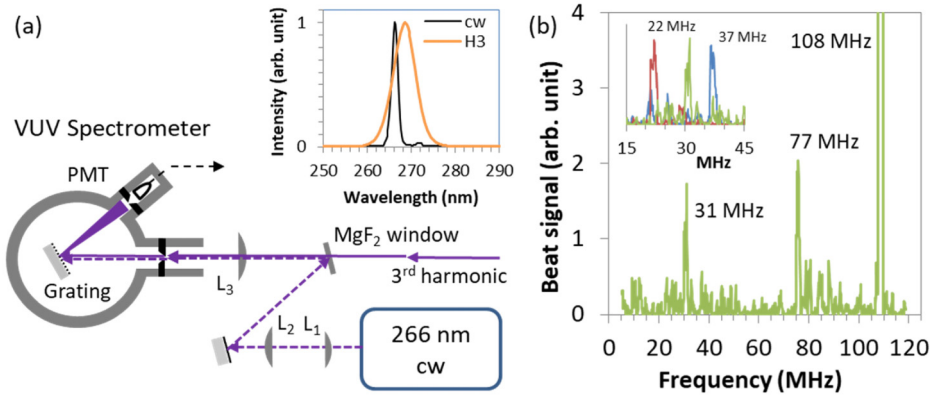 (a)
VUV Spectrometer
PMT
Grating
L3
MgF2 window
3rd harmonic
L2 L1
266 nm
cw
Intensity (arb. unit)
1
0
cw
H3
250 260 270 280 290
Wavelength (nm)
(b)
Beat signal (arb. unit)
4
3
2
1
0
22 MHz
37 MHz
15 30 45
MHz
108 MHz
77 MHz
31 MHz
0 20 40 60 80 100 120
Frequency (MHz)